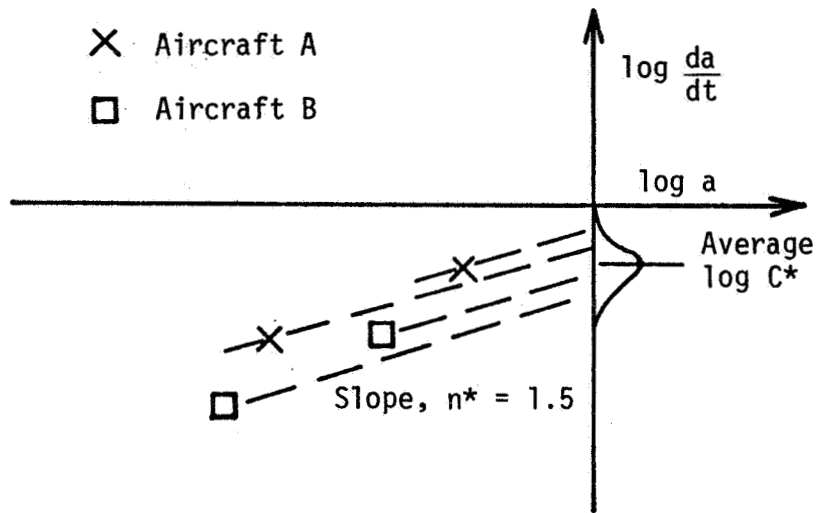 Aircraft A
Aircraft B
log da/dt
log a
Average
log C*
Slope, n* = 1.5